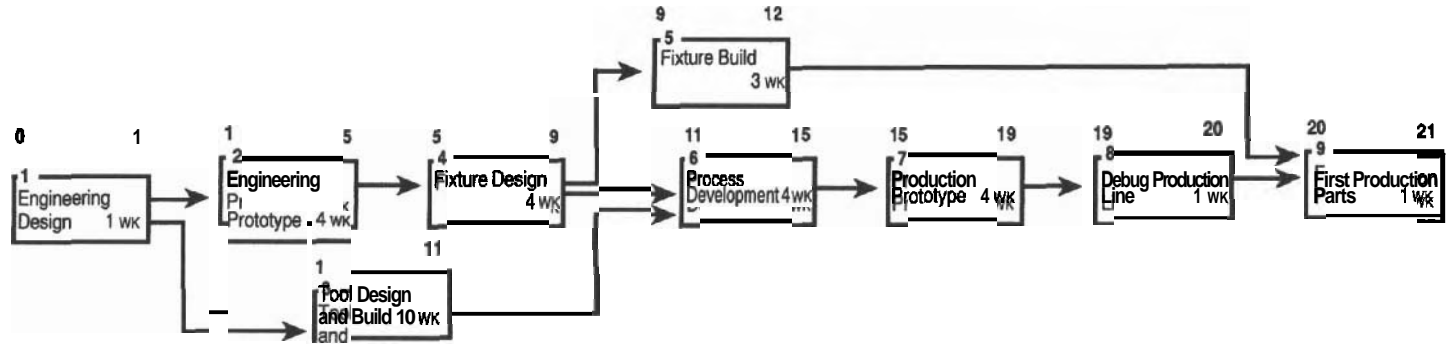 9 12
5
Fixture Build
3 WK
0 1
1
Engineering
Design 1 WK
1 5
2
Engineering
Prototype 4 WK
5 9
4
Fixture Design
4 WK
11 15
6
Process
Development 4 WK
15 19
7
Production
Prototype 4 WK
19 20
8
Debug Production
Line 1 WK
20 21
9
First Production
Parts 1 WK
1 11
Tool Design
and Build 10 WK